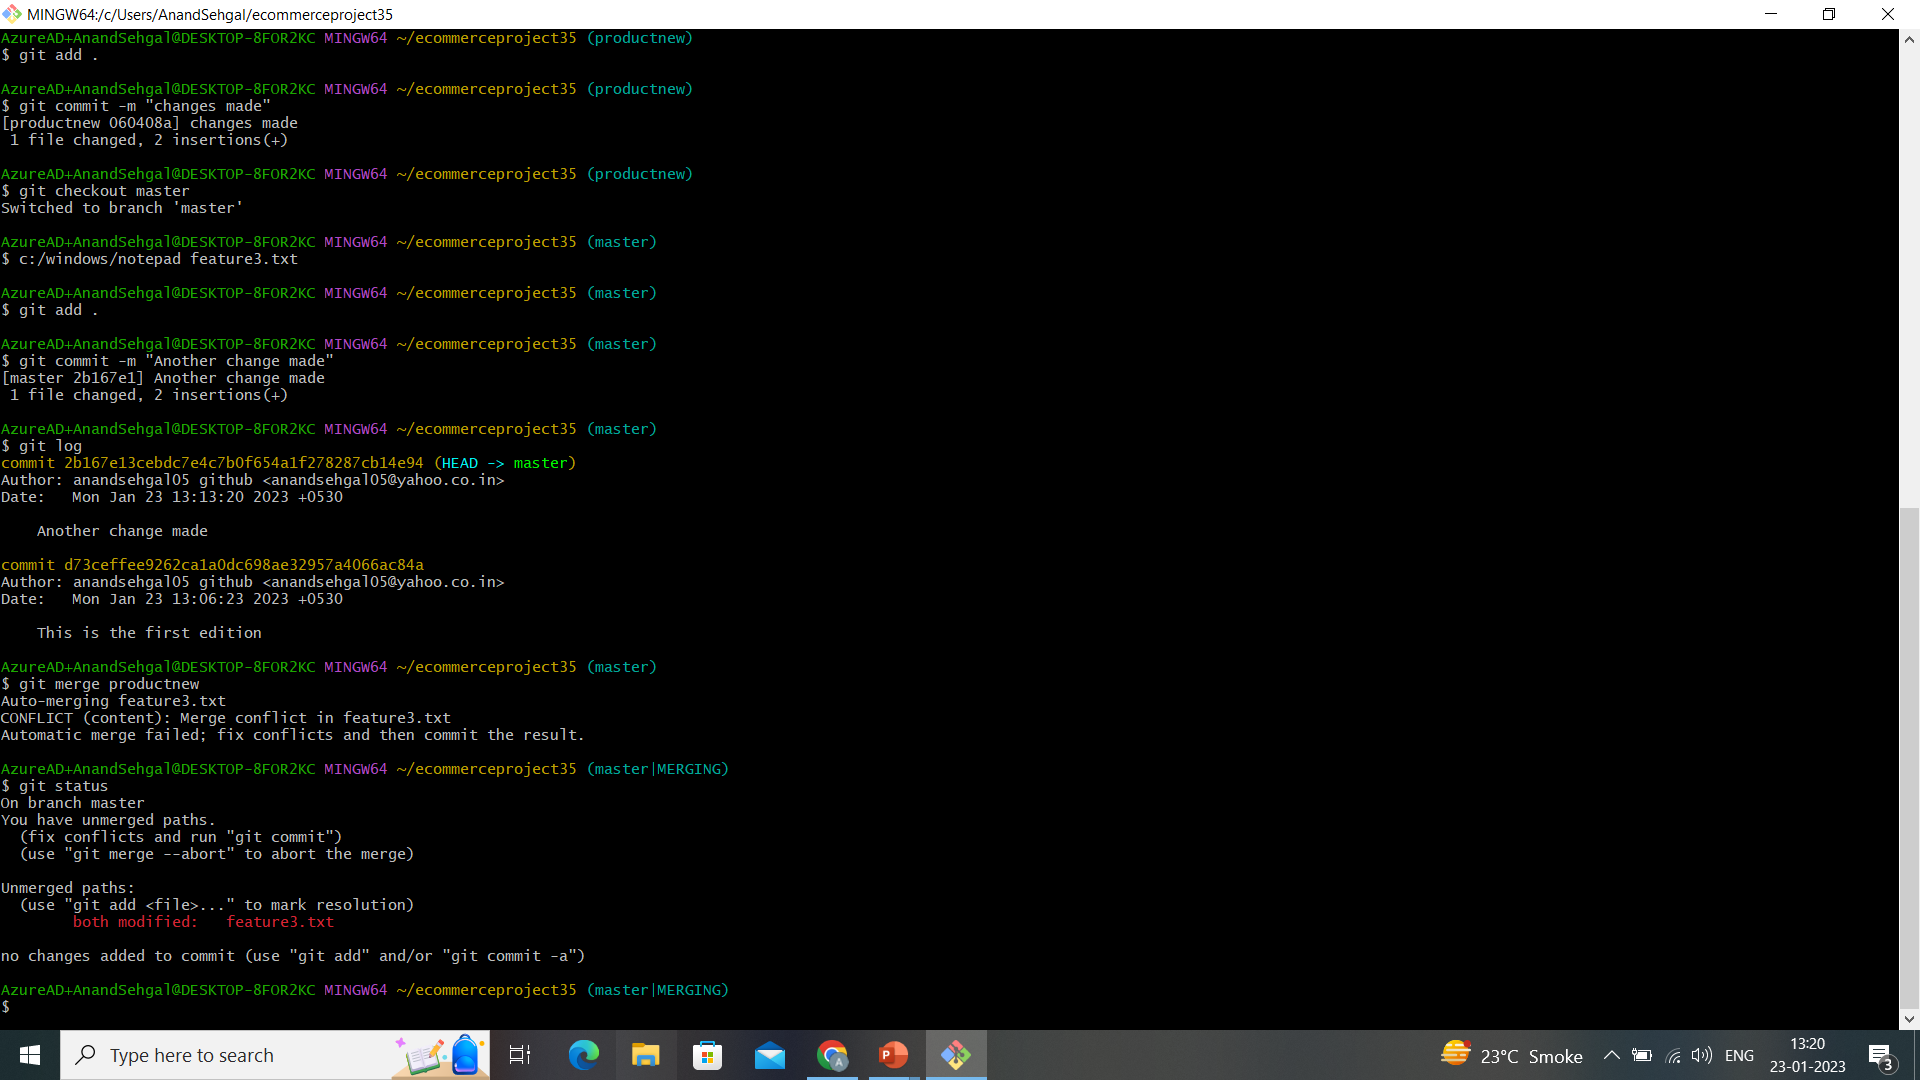 MINGW64:/c/Users/AnandSehgal/ecommerceproject35
AzureAD+AnandSehgal@DESKTOP-8FOR2KC MINGW64 ~/ecommerceproject35 (productnew)
$ git add .
AzureAD+AnandSehgal@DESKTOP-8FOR2KC MINGW64 ~/ecommerceproject35 (productnew)
$ git commit -m "changes made"
[productnew 060408a] changes made
1 file changed, 2 insertions(+)
AzureAD+AnandSehgal@DESKTOP-8FOR2KC MINGW64 ~/ecommerceproject35 (productnew)
$ git checkout master
Switched to branch 'master'
AzureAD+AnandSehgal@DESKTOP-8FOR2KC MINGW64 ~/ecommerceproject35 (master)
$ c:/windows/notepad feature3.txt
AzureAD+AnandSehgal@DESKTOP-8FOR2KC MINGW64 ~/ecommerceproject35 (master)
$ git add .
AzureAD+AnandSehgal@DESKTOP-8FOR2KC MINGW64 ~/ecommerceproject35 (master)
$ git commit -m "Another change made"
[master 2b167e1] Another change made
1 file changed, 2 insertions(+)
AzureAD+AnandSehgal@DESKTOP-8FOR2KC MINGW64 ~/ecommerceproject35 (master)
$ git log
commit 2b167e13cebdc7e4c7b0f654a1f278287cb14e94 (HEAD -> master)
Author: anandsehgal05 github <anandsehgal05@yahoo.co.in>
Date:   Mon Jan 23 13:13:20 2023 +0530
Another change made
commit d73ceffee9262ca1a0dc698ae32957a4066ac84a
Author: anandsehgal05 github <anandsehgal05@yahoo.co.in>
Date:   Mon Jan 23 13:06:23 2023 +0530
This is the first edition
AzureAD+AnandSehgal@DESKTOP-8FOR2KC MINGW64 ~/ecommerceproject35 (master)
$ git merge productnew
Auto-merging feature3.txt
CONFLICT (content): Merge conflict in feature3.txt
Automatic merge failed; fix conflicts and then commit the result.
AzureAD+AnandSehgal@DESKTOP-8FOR2KC MINGW64 ~/ecommerceproject35 (master|MERGING)
$ git status
On branch master
You have unmerged paths.
(fix conflicts and run "git commit")
(use "git merge --abort" to abort the merge)
Unmerged paths:
(use "git add <file>..." to mark resolution)
both modified:   feature3.txt
no changes added to commit (use "git add" and/or "git commit -a")
AzureAD+AnandSehgal@DESKTOP-8FOR2KC MINGW64 ~/ecommerceproject35 (master|MERGING)
$
Type here to search
23°C Smoke
ENG
13:20
23-01-2023
3